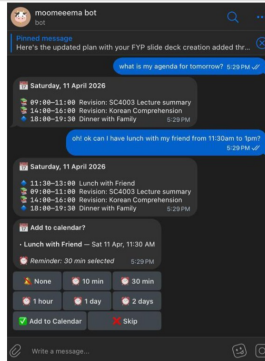 moomeeema bot
bot
Pinned message
Here's the updated plan with your FYP slide deck creation added thr...
what is my agenda for tomorrow? 5:29 PM
Saturday, 11 April 2026
09:00–11:00 Revision: SC4003 Lecture summary
14:00–16:00 Revision: Korean Comprehension
18:00–19:30 Dinner with Family 5:29 PM
oh! ok can I have lunch with my friend from 11:30am to 1pm?
5:29 PM
Saturday, 11 April 2026
11:30–13:00 Lunch with Friend
09:00–11:00 Revision: SC4003 Lecture summary
14:00–16:00 Revision: Korean Comprehension
18:00–19:30 Dinner with Family 5:29 PM
Add to calendar?
• Lunch with Friend — Sat 11 Apr, 11:30 AM
Reminder: 30 min selected 5:29 PM
None
10 min
30 min
1 hour
1 day
2 days
Add to Calendar
Skip
Write a message...